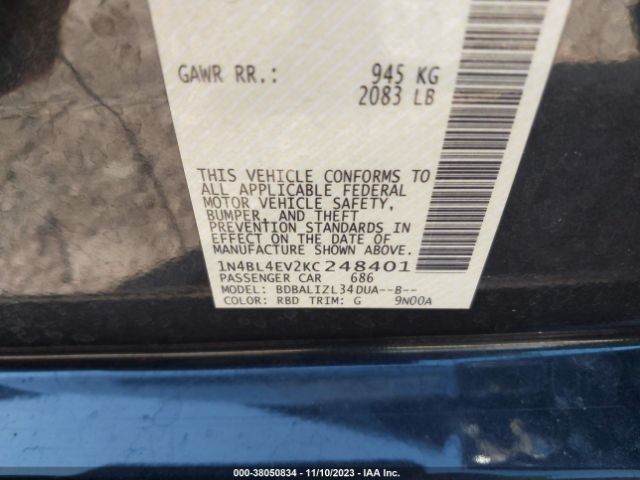 GAWR RR.: 945 KG
2083 LB
THIS VEHICLE CONFORMS TO
ALL APPLICABLE FEDERAL
MOTOR VEHICLE SAFETY,
BUMPER, AND THEFT
PREVENTION STANDARDS IN
EFFECT ON THE DATE OF
MANUFACTURE SHOWN ABOVE.
1N4BL4EV2KC248401
PASSENGER CAR 686
MODEL: BDBALIZL34DUA--B--
COLOR: RBD TRIM: G 9N00A
000-38050834 - 11/10/2023 - IAA Inc.